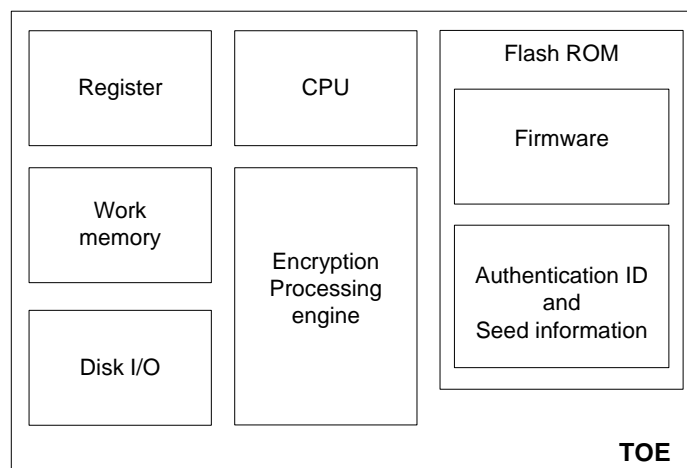 Register
CPU
Flash ROM
Firmware
Work
memory
Encryption
Processing
engine
Authentication ID
and
Seed information
Disk I/O
TOE